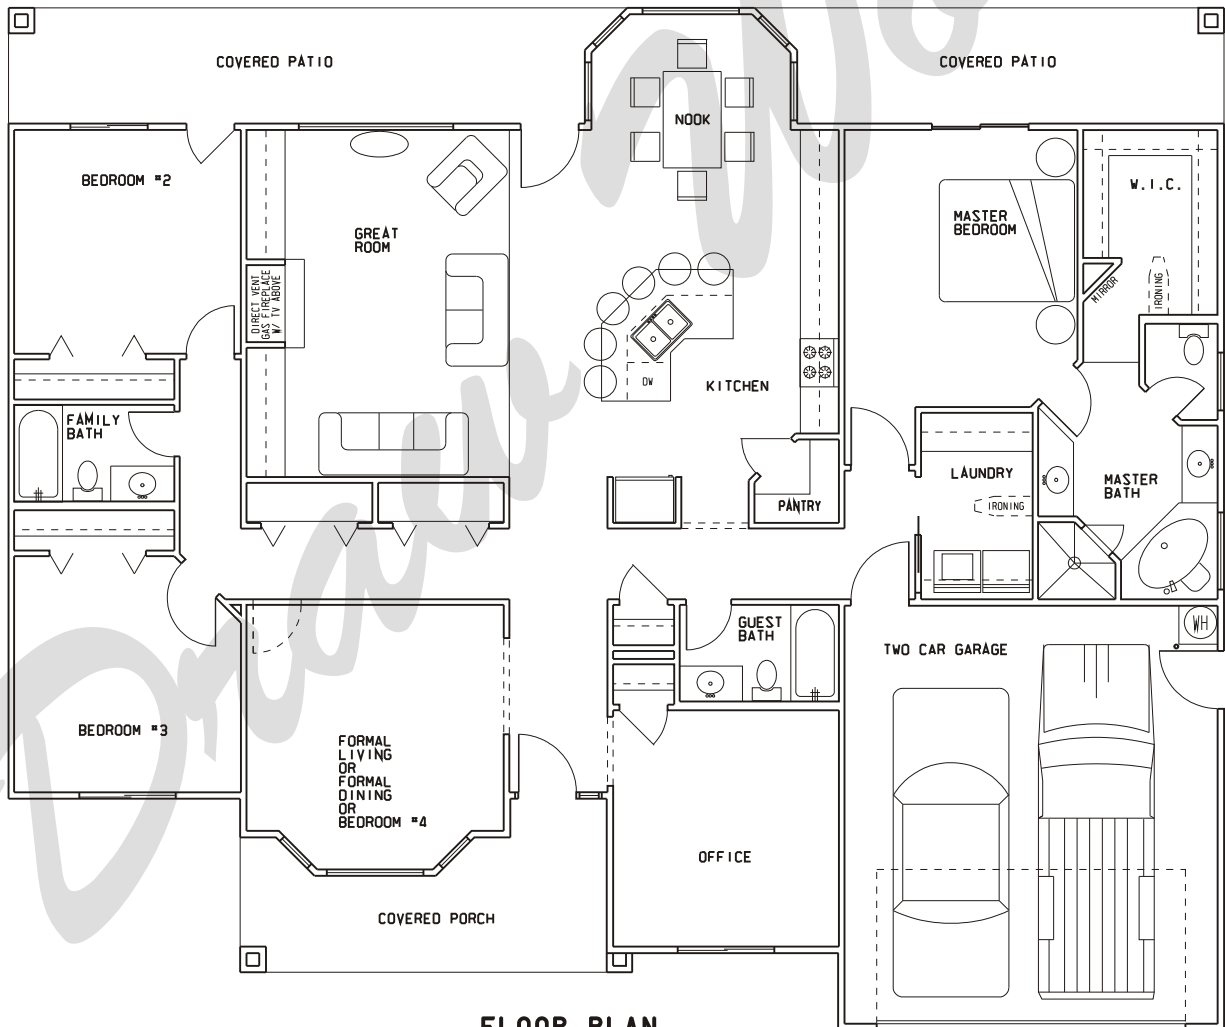 COVERED PATIO
COVERED PATIO
NOOK
BEDROOM #2
W.I.C.
MASTER
BEDROOM
GREAT
ROOM
DIRECT VENT
GAS FIREPLACE
W/ TV ABOVE
MIRROR
IRONING
DW
KITCHEN
FAMILY
BATH
LAUNDRY
MASTER
BATH
PANTRY
IRONING
GUEST
BATH
WH
TWO CAR GARAGE
BEDROOM #3
FORMAL
LIVING
OR
FORMAL
DINING
OR
BEDROOM #4
OFFICE
COVERED PORCH
FLOOR PLAN
Draw